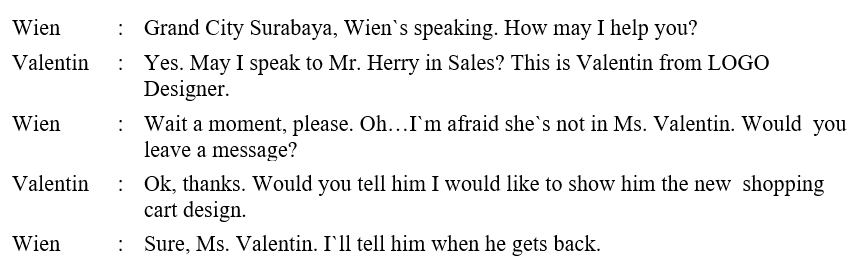 Wien : Grand City Surabaya, Wien`s speaking. How may I help you?
Valentin : Yes. May I speak to Mr. Herry in Sales? This is Valentin from LOGO
Designer.
Wien : Wait a moment, please. Oh…I`m afraid she`s not in Ms. Valentin. Would you
leave a message?
Valentin : Ok, thanks. Would you tell him I would like to show him the new shopping
cart design.
Wien : Sure, Ms. Valentin. I`ll tell him when he gets back.